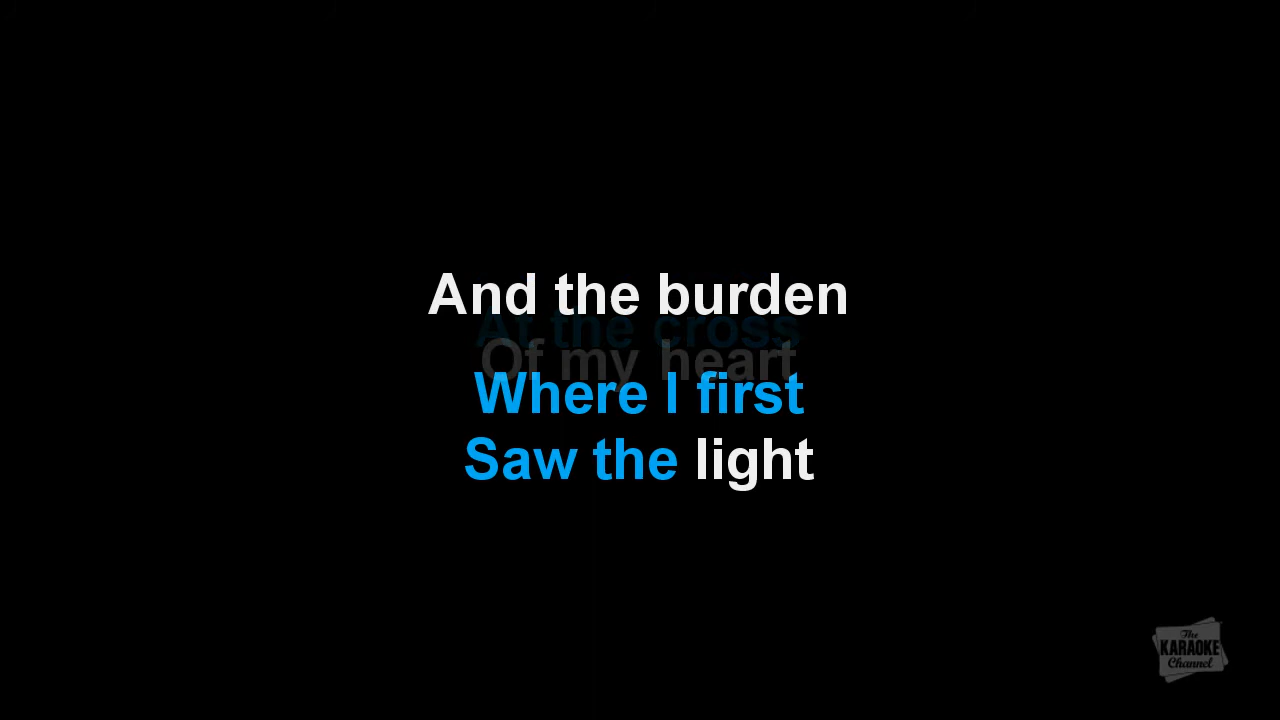 And the burden
At the cross
Of my heart
Where I first
Saw the light
The
KARAOKE
Channel